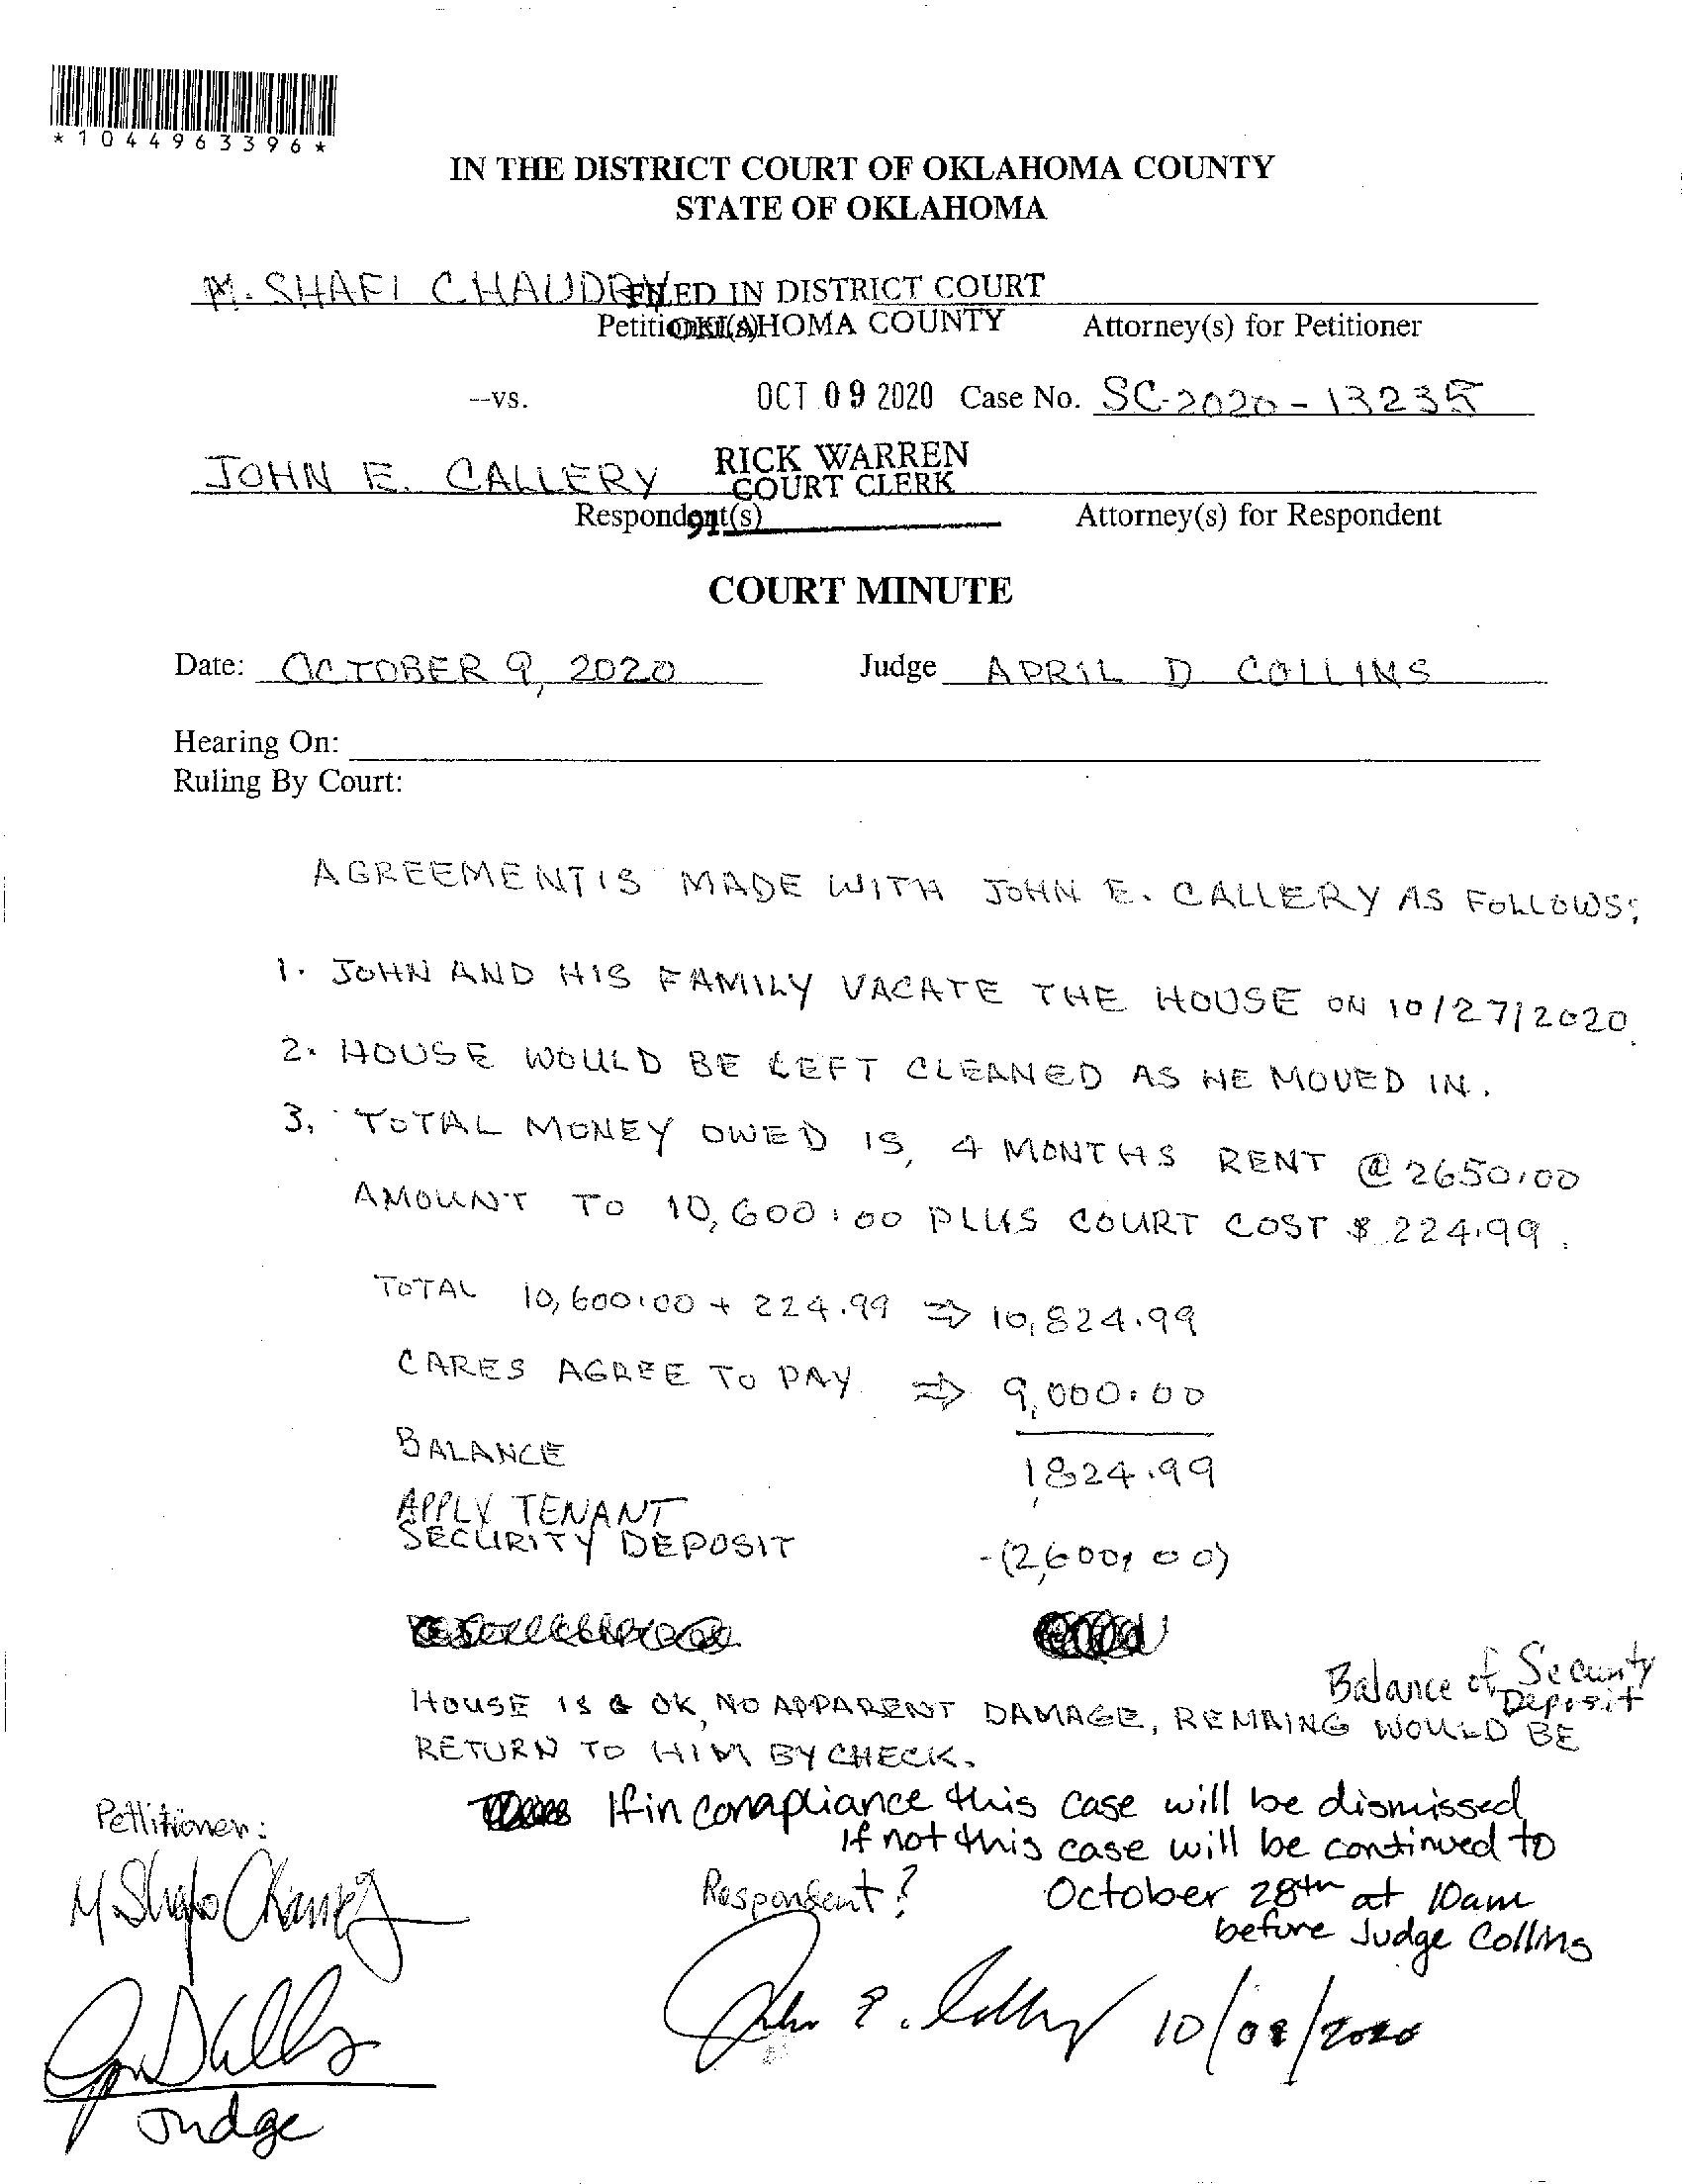 *1044963396*
IN THE DISTRICT COURT OF OKLAHOMA COUNTY
STATE OF OKLAHOMA
M. SHAFI CHAUDRY FILED IN DISTRICT COURT
Petitioner(s) OKLAHOMA COUNTY Attorney(s) for Petitioner
--vs. OCT 09 2020 Case No. SC-2020-13235
JOHN E. CALLERY RICK WARREN
COURT CLERK
Respondent(s) 91 Attorney(s) for Respondent
COURT MINUTE
Date: OCTOBER 9, 2020 Judge APRIL D COLLINS
Hearing On:
Ruling By Court:
AGREEMENT IS MADE WITH JOHN E. CALLERY AS FOLLOWS;
1. JOHN AND HIS FAMILY VACATE THE HOUSE ON 10/27/2020.
2. HOUSE WOULD BE LEFT CLEANED AS HE MOVED IN.
3. TOTAL MONEY OWED IS, 4 MONTHS RENT @ 2650.00
AMOUNT TO 10,600.00 PLUS COURT COST $ 224.99.
TOTAL 10,600.00 + 224.99 ⇒ 10,824.99
CARES AGREE TO PAY ⇒ 9,000.00
BALANCE 1,824.99
APPLY TENANT
SECURITY DEPOSIT -(2,600.00)
Balance of Security
Deposit
HOUSE IS OK, NO APPARENT DAMAGE, REMAING WOULD BE
RETURN TO HIM BY CHECK.
If in compliance this case will be dismissed
If not this case will be continued to
October 28th at 10am
before Judge Collins
Petitioner:
Respondent:
10/09/2020
Judge